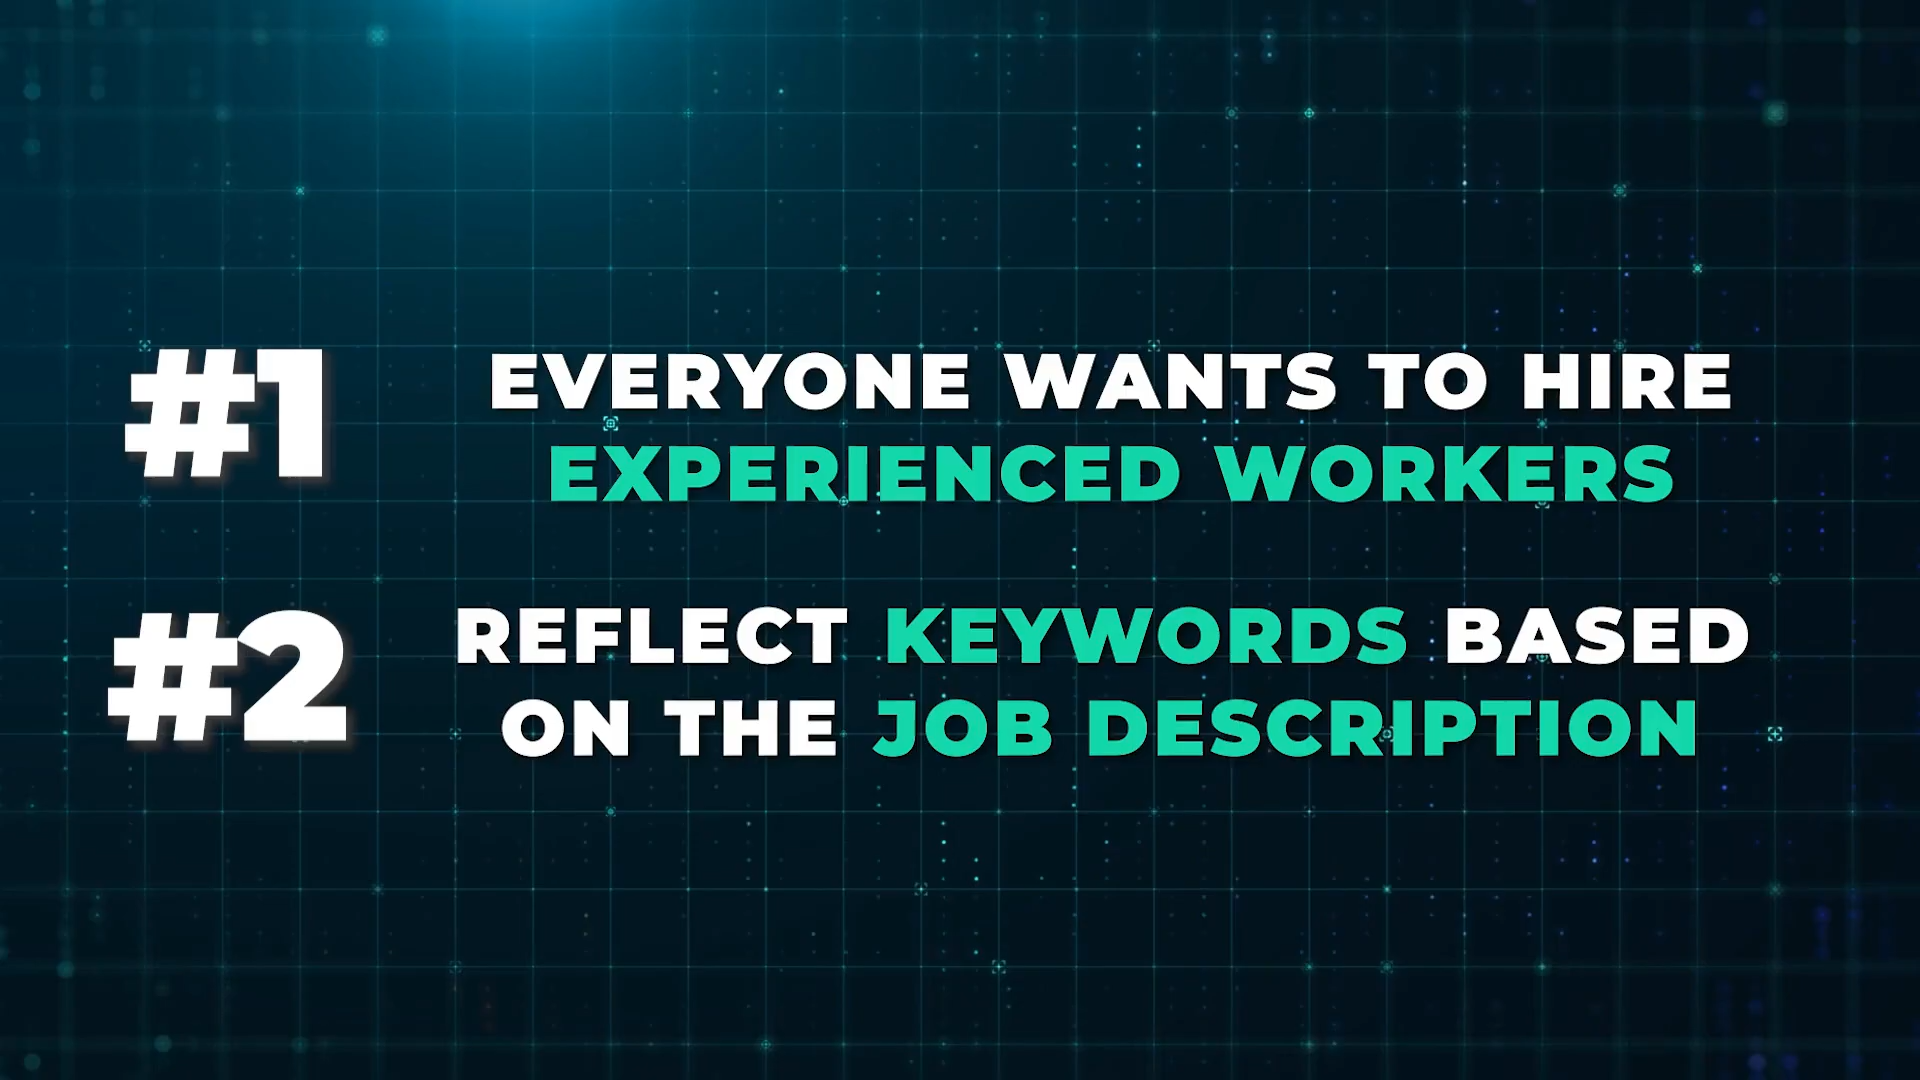 #1
EVERYONE WANTS TO HIRE
EXPERIENCED WORKERS
#2
REFLECT KEYWORDS BASED
ON THE JOB DESCRIPTION